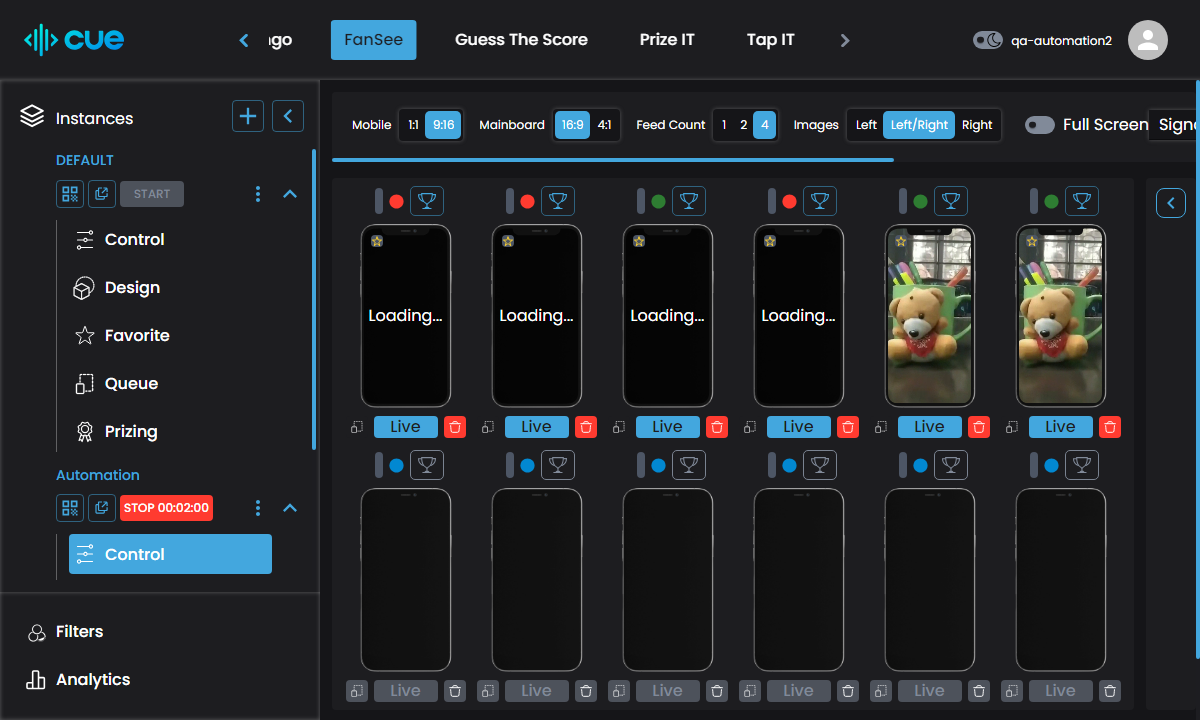 cue
ngo
FanSee
Guess The Score
Prize IT
Tap IT
qa-automation2
Instances
Mobile 1:1 9:16 Mainboard 16:9 4:1 Feed Count 1 2 4 Images Left Left/Right Right Full Screen
DEFAULT
START
Control
Design
Favorite
Queue
Prizing
Automation
STOP 00:02:00
Control
Filters
Analytics
Loading... Loading... Loading... Loading...
Live Live Live Live Live Live
Live Live Live Live Live Live